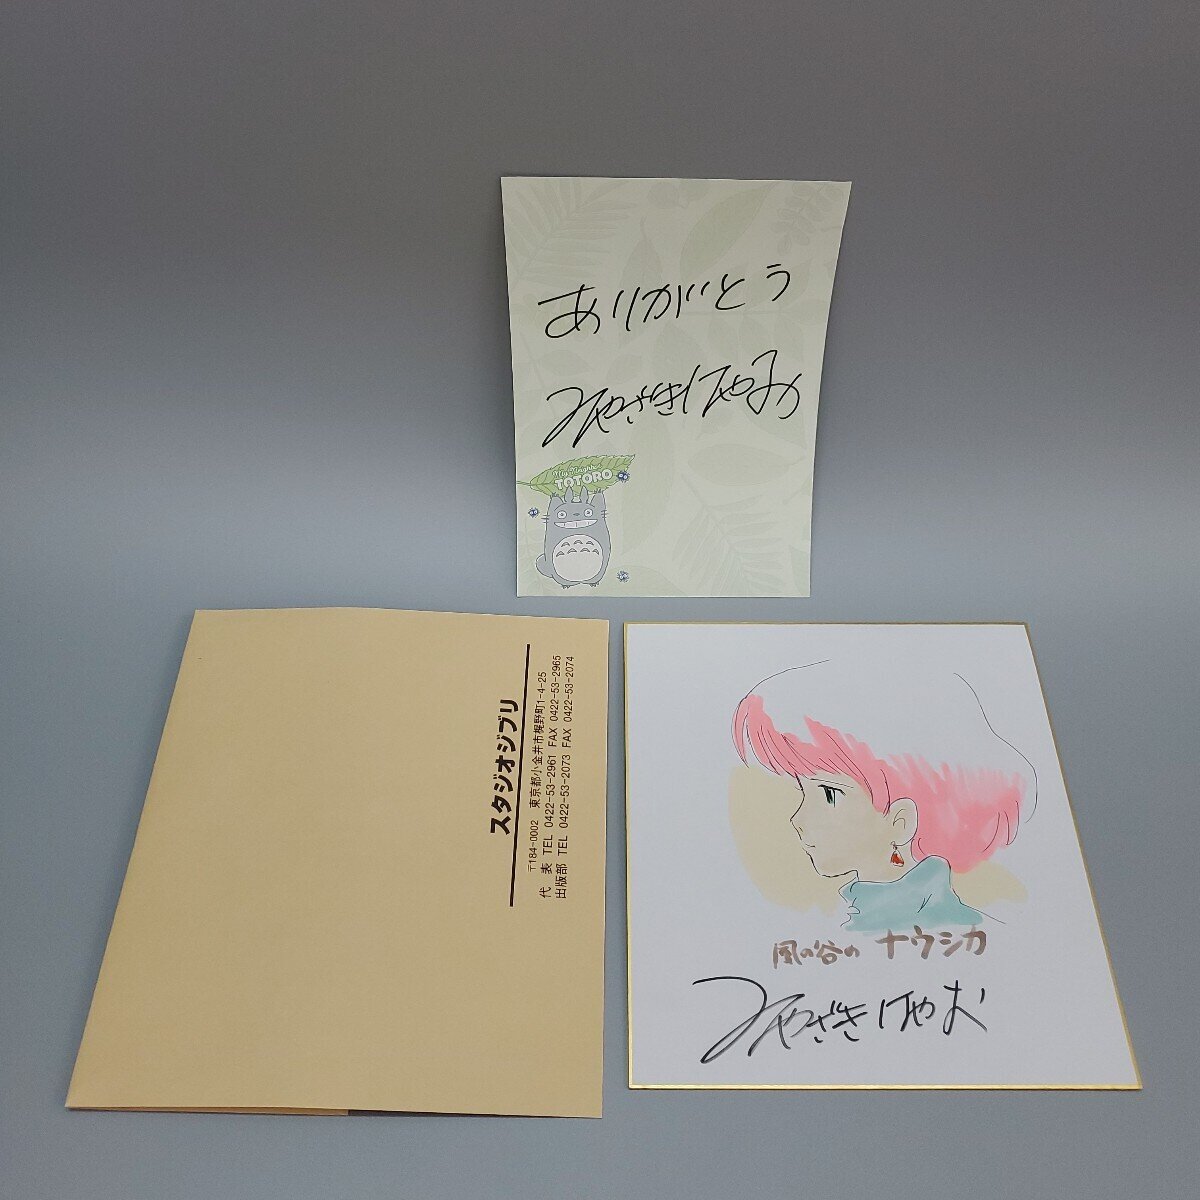 ありがとう
みやざきはやお
My Neighbor
TOTORO
スタジオジブリ
〒184-0002 東京都小金井市梶野町1-4-25
代 表 TEL 0422-53-2961 FAX 0422-53-2965
出版部 TEL 0422-53-2073 FAX 0422-53-2074
風の谷の ナウシカ
みやざきはやお